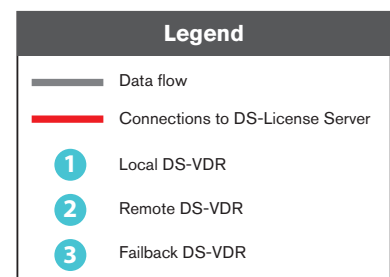 Legend
Data flow
Connections to DS-License Server
1 Local DS-VDR
2 Remote DS-VDR
3 Failback DS-VDR